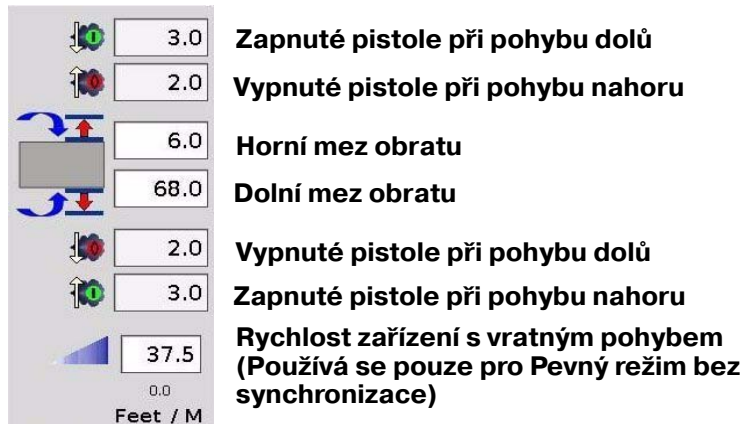 3.0 Zapnuté pistole při pohybu dolů
2.0 Vypnuté pistole při pohybu nahoru
6.0 Horní mez obratu
68.0 Dolní mez obratu
2.0 Vypnuté pistole při pohybu dolů
3.0 Zapnuté pistole při pohybu nahoru
37.5 Rychlost zařízení s vratným pohybem
(Používá se pouze pro Pevný režim bez
synchronizace)
0.0
Feet / M